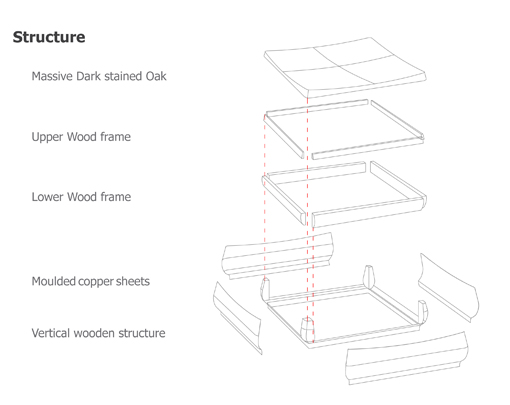 Structure
Massive Dark stained Oak
Upper Wood frame
Lower Wood frame
Moulded copper sheets
Vertical wooden structure